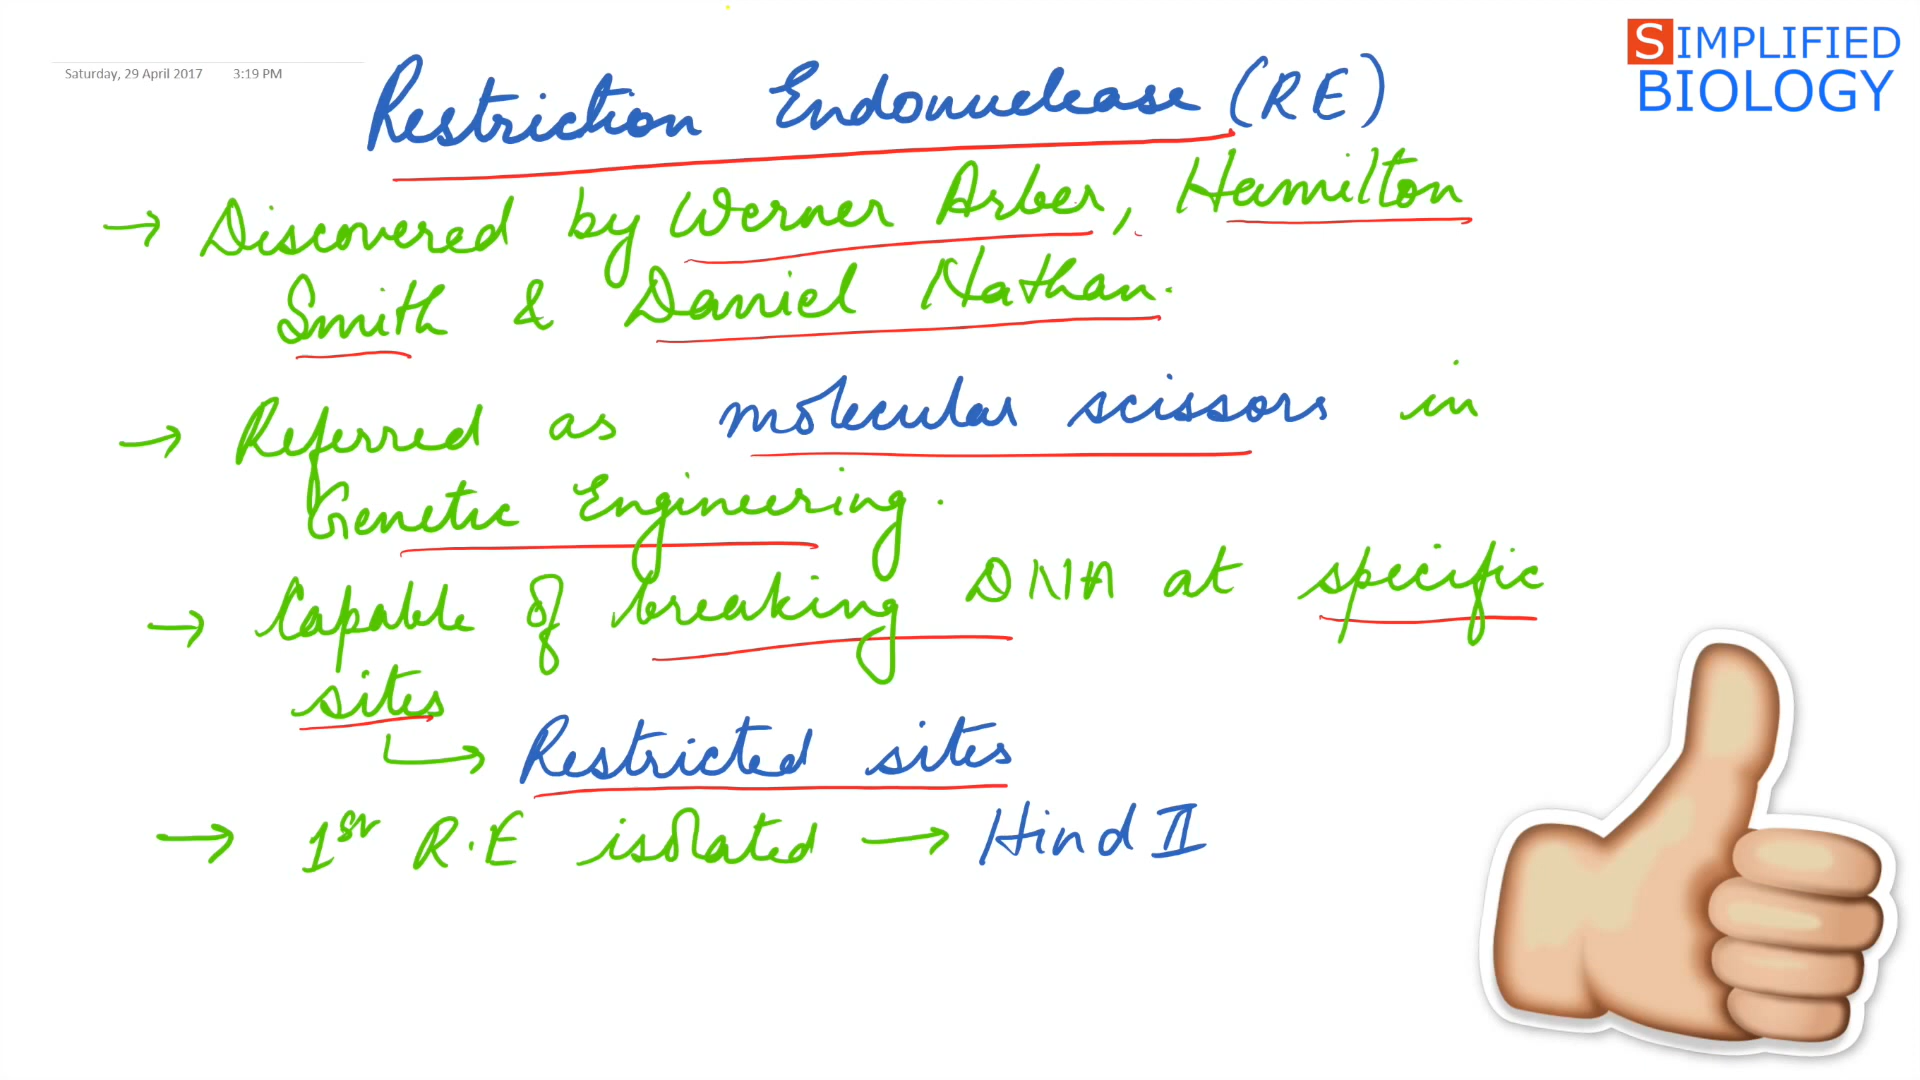 Saturday, 29 April 2017 3:19 PM
SIMPLIFIED
BIOLOGY
Restriction Endonuclease (RE)
→ Discovered by Werner Arber, Hamilton
Smith & Daniel Nathan.
→ Referred as molecular scissors in
Genetic Engineering.
→ Capable of breaking DNA at specific
sites
↳ Restricted sites
→ 1st R.E isolated → Hind II